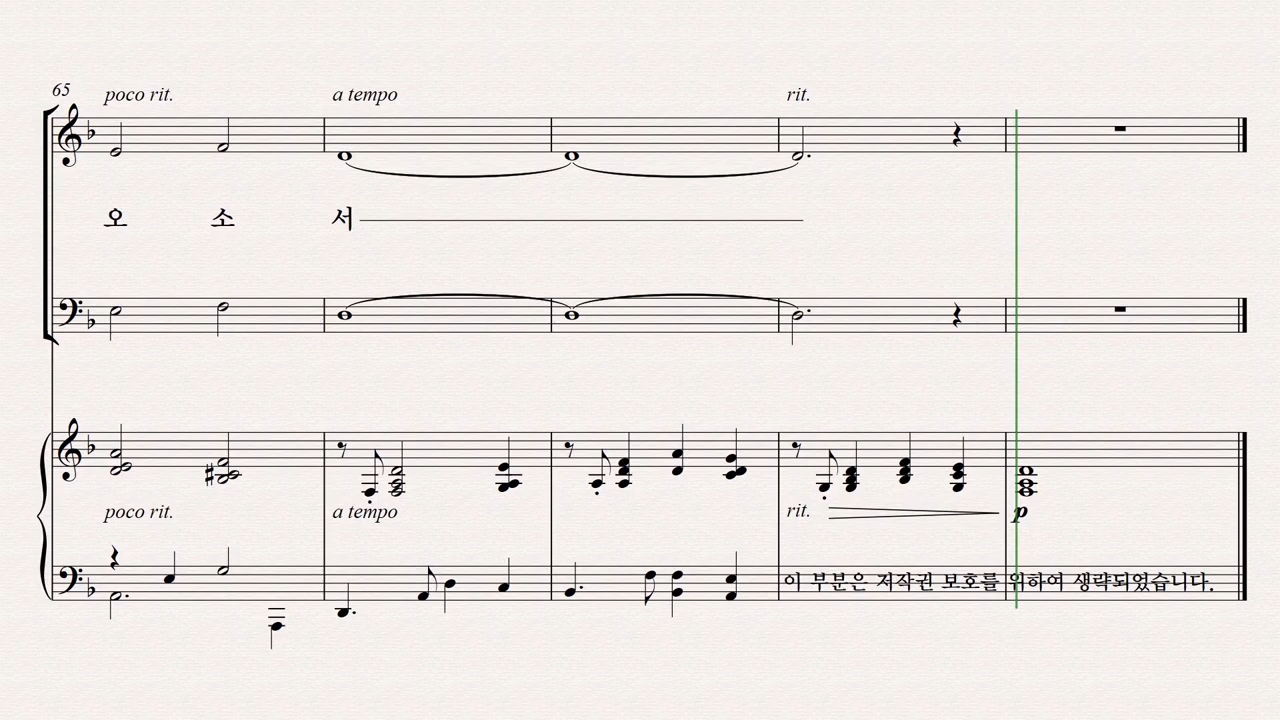 65 poco rit. a tempo rit.
오 소 서
poco rit. a tempo rit. p
이 부분은 저작권 보호를 위하여 생략되었습니다.